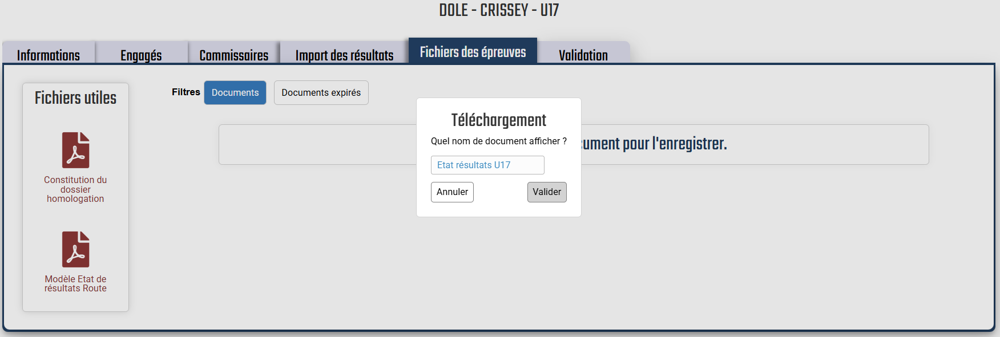 DOLE - CRISSEY - U17
Informations
Engagés
Commissaires
Import des résultats
Fichiers des épreuves
Validation
Fichiers utiles
Constitution du
dossier
homologation
Modèle Etat de
résultats Route
Filtres
Documents
Documents expirés
pour l'enregistrer.
Téléchargement
Quel nom de document afficher ?
Etat résultats U17
Annuler
Valider